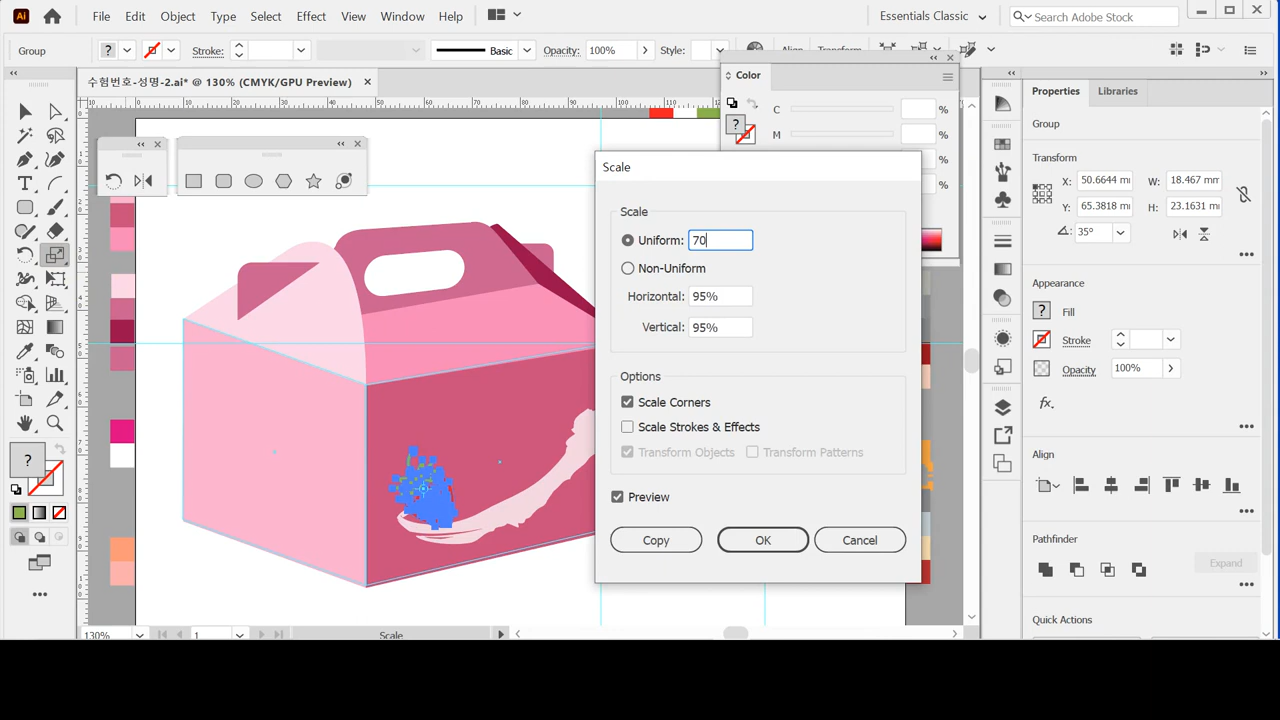 Ai File Edit Object Type Select Effect View Window Help Essentials Classic Search Adobe Stock
Group ? Stroke: Basic Opacity: 100% Style: Align Transform
수험번호-성명-2.ai* @ 130% (CMYK/GPU Preview)
Color
C %
M %
%
%
?
Scale
Scale
Uniform: 70
Non-Uniform
Horizontal: 95%
Vertical: 95%
Options
Scale Corners
Scale Strokes & Effects
Transform Objects Transform Patterns
Preview
Copy OK Cancel
Properties Libraries
Group
Transform
X: 50.6644 mm W: 18.467 mm
Y: 65.3818 mm H: 23.1631 mm
35°
Appearance
? Fill
Stroke
Opacity 100%
fx
Align
Pathfinder
Expand
Quick Actions
?
130% 1 Scale